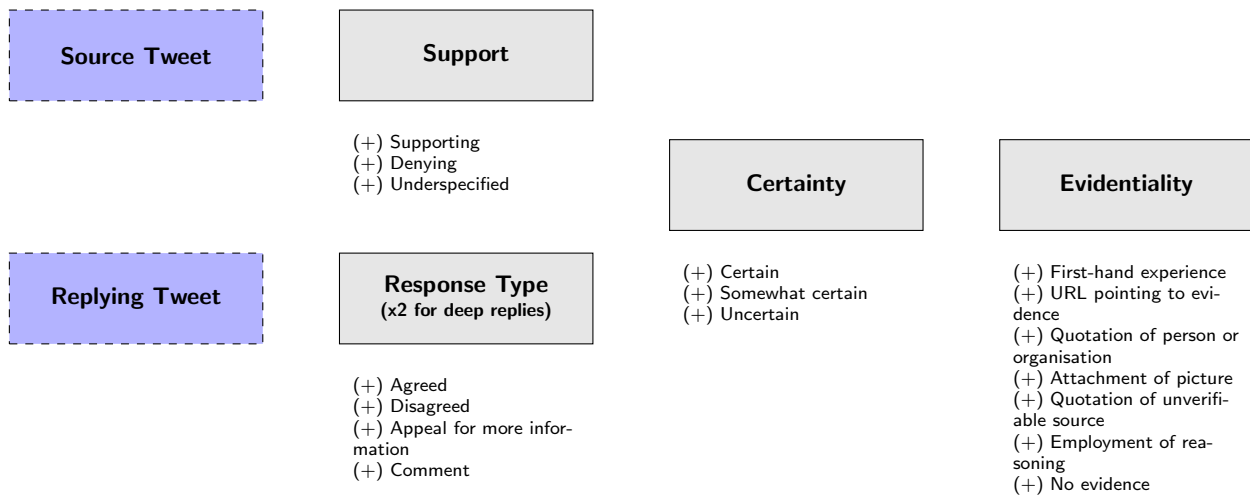 Source Tweet
Support
(+) Supporting
(+) Denying
(+) Underspecified
Replying Tweet
Response Type
(x2 for deep replies)
(+) Agreed
(+) Disagreed
(+) Appeal for more infor-
mation
(+) Comment
Certainty
(+) Certain
(+) Somewhat certain
(+) Uncertain
Evidentiality
(+) First-hand experience
(+) URL pointing to evi-
dence
(+) Quotation of person or
organisation
(+) Attachment of picture
(+) Quotation of unverifi-
able source
(+) Employment of rea-
soning
(+) No evidence